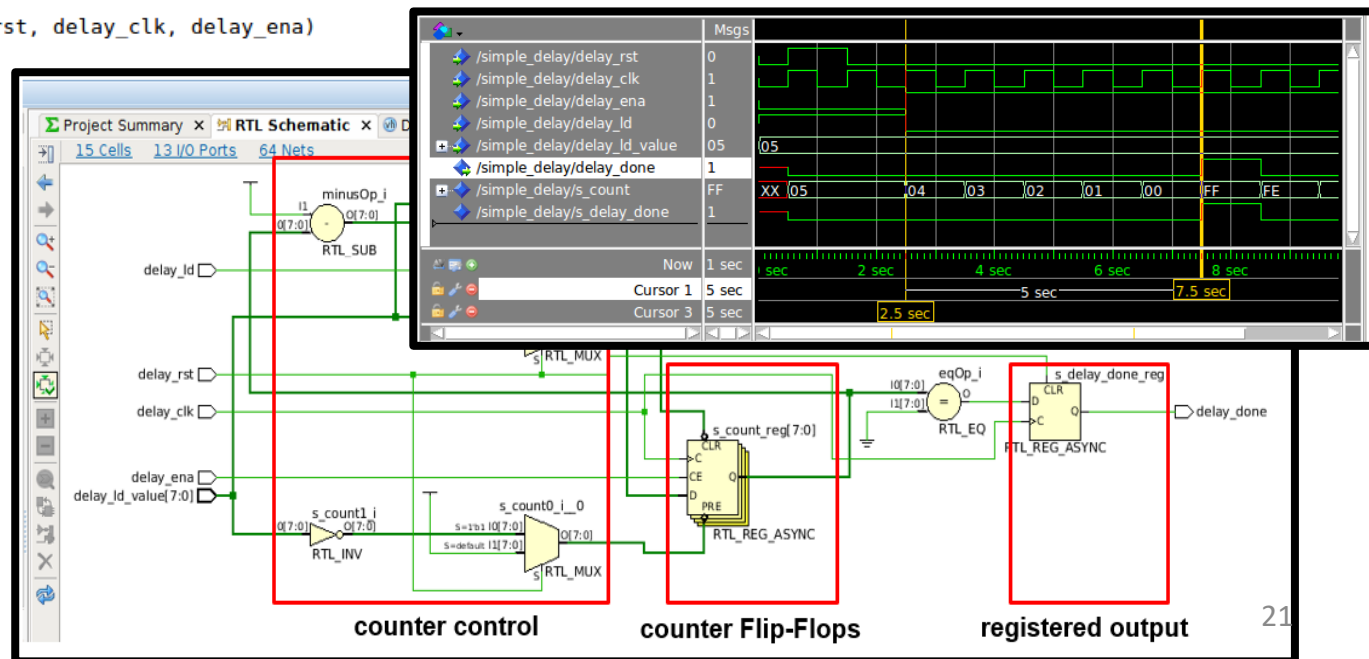 rst, delay_clk, delay_ena)
Msgs
/simple_delay/delay_rst 0
/simple_delay/delay_clk 1
/simple_delay/delay_ena 1
/simple_delay/delay_ld 0
/simple_delay/delay_ld_value 05 05
/simple_delay/delay_done 1
/simple_delay/s_count FF XX 05 04 03 02 01 00 FF FE
/simple_delay/s_delay_done 1
Now 1 sec sec 2 sec 4 sec 6 sec 8 sec
Cursor 1 5 sec 5 sec 7.5 sec
Cursor 3 5 sec 2.5 sec
Σ Project Summary x RTL Schematic x D
15 Cells 13 I/O Ports 64 Nets
minusOp_i
I1
I0[7:0] - O[7:0]
RTL_SUB
delay_ld
S RTL_MUX
delay_rst
delay_clk
delay_ena
delay_ld_value[7:0]
s_count1_i
I0[7:0] O[7:0]
RTL_INV
s_count0_i__0
S=1'b1 I0[7:0]
S=default I1[7:0]
O[7:0]
S RTL_MUX
s_count_reg[7:0]
CLR
C
CE Q
D
PRE
RTL_REG_ASYNC
eqOp_i
I0[7:0]
I1[7:0] = O
RTL_EQ
s_delay_done_reg
CLR
D
C Q
RTL_REG_ASYNC
delay_done
counter control
counter Flip-Flops
registered output
21